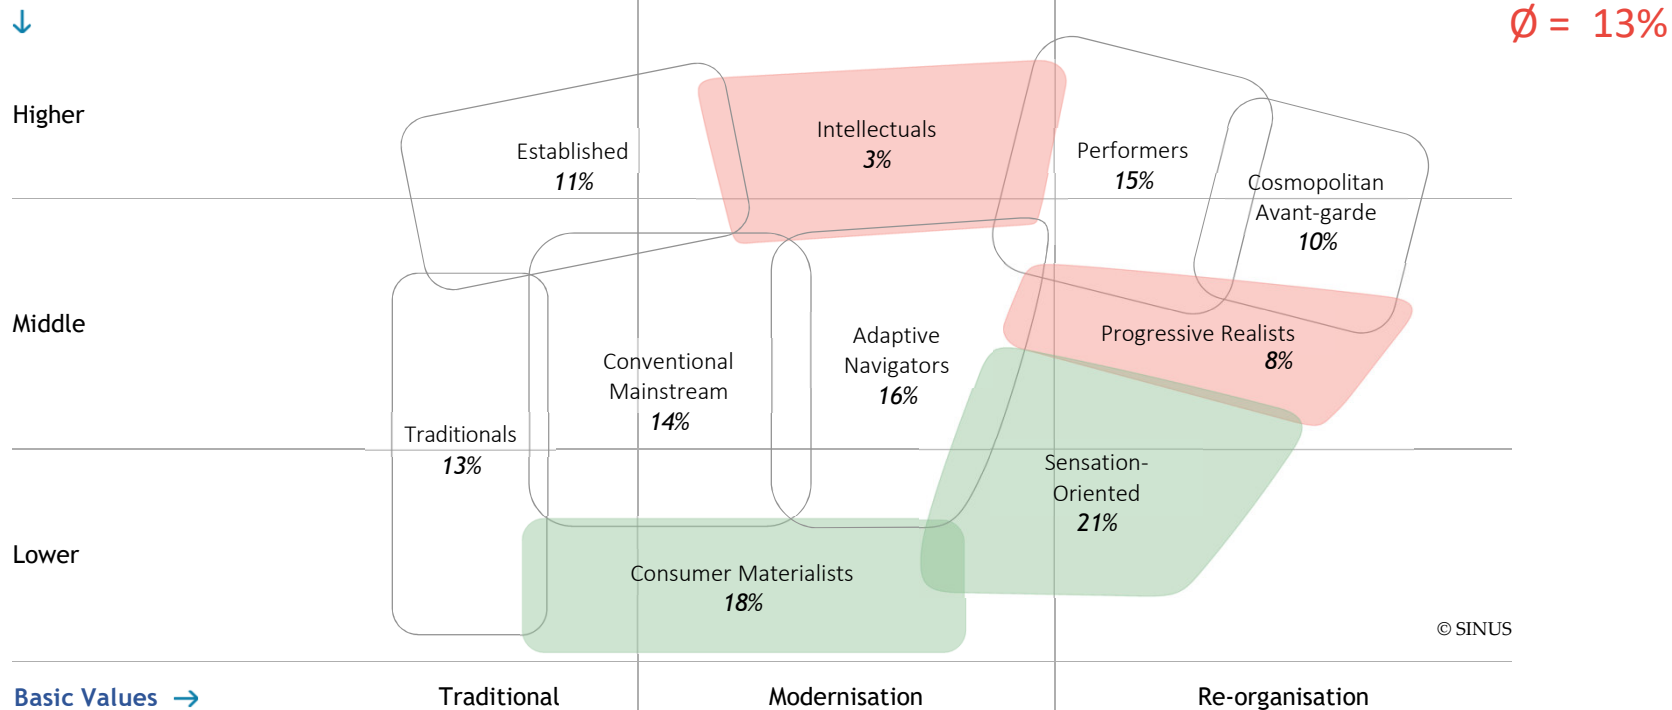 ↓
Ø = 13%
Higher
Intellectuals
3%
Established
11%
Performers
15%
Cosmopolitan
Avant-garde
10%
Middle
Progressive Realists
8%
Adaptive
Navigators
16%
Conventional
Mainstream
14%
Traditionals
13%
Sensation-
Oriented
21%
Lower
Consumer Materialists
18%
© SINUS
Basic Values →
Traditional
Modernisation
Re-organisation